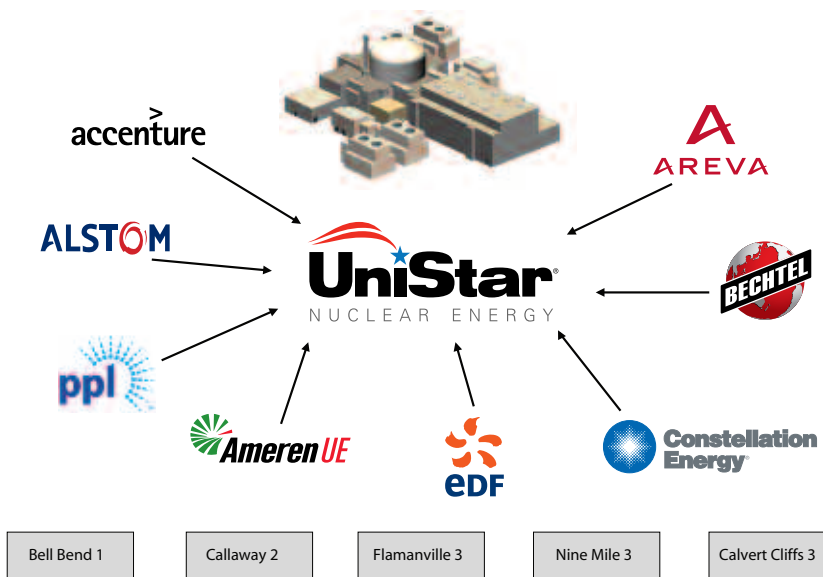 accenture
AREVA
ALSTOM
UniStar®
NUCLEAR ENERGY
BECHTEL
ppl
AmerenUE
eDF
Constellation
Energy
Bell Bend 1
Callaway 2
Flamanville 3
Nine Mile 3
Calvert Cliffs 3